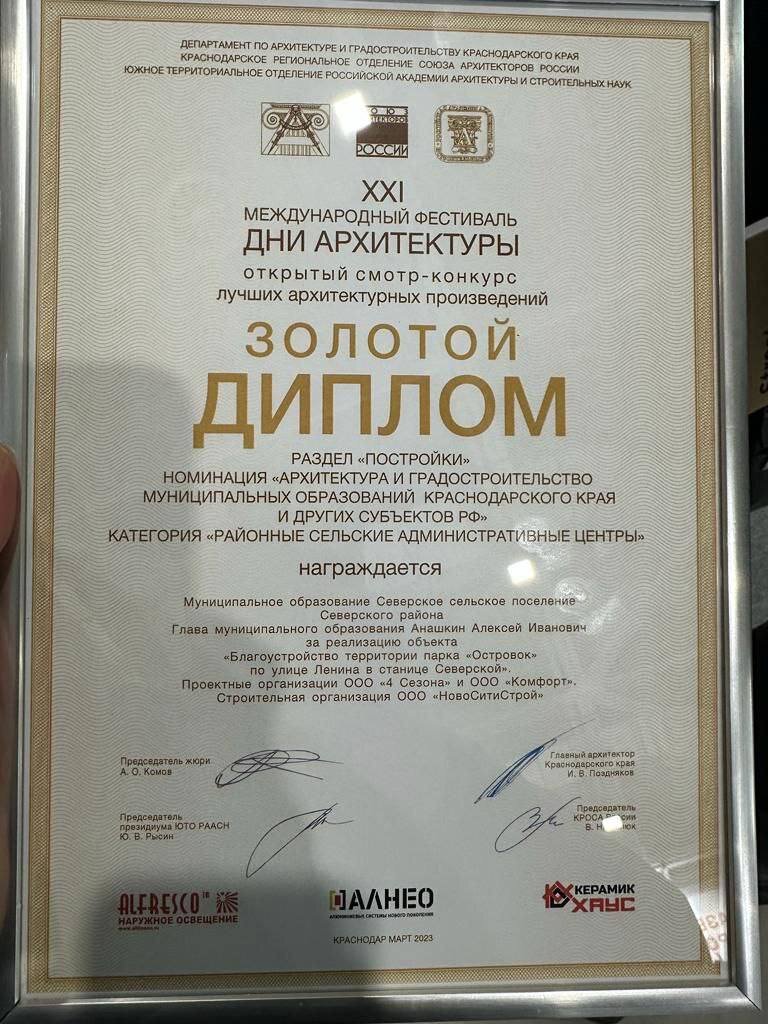 ДЕПАРТАМЕНТ ПО АРХИТЕКТУРЕ И ГРАДОСТРОИТЕЛЬСТВУ КРАСНОДАРСКОГО КРАЯ
КРАСНОДАРСКОЕ РЕГИОНАЛЬНОЕ ОТДЕЛЕНИЕ СОЮЗА АРХИТЕКТОРОВ РОССИИ
ЮЖНОЕ ТЕРРИТОРИАЛЬНОЕ ОТДЕЛЕНИЕ РОССИЙСКОЙ АКАДЕМИИ АРХИТЕКТУРЫ И СТРОИТЕЛЬНЫХ НАУК
РОССИИ
XXI
МЕЖДУНАРОДНЫЙ ФЕСТИВАЛЬ
ДНИ АРХИТЕКТУРЫ
открытый смотр-конкурс
лучших архитектурных произведений
ЗОЛОТОЙ
ДИПЛОМ
РАЗДЕЛ «ПОСТРОЙКИ»
НОМИНАЦИЯ «АРХИТЕКТУРА И ГРАДОСТРОИТЕЛЬСТВО
МУНИЦИПАЛЬНЫХ ОБРАЗОВАНИЙ КРАСНОДАРСКОГО КРАЯ
И ДРУГИХ СУБЪЕКТОВ РФ»
КАТЕГОРИЯ «РАЙОННЫЕ СЕЛЬСКИЕ АДМИНИСТРАТИВНЫЕ ЦЕНТРЫ»
награждается
Муниципальное образование Северское сельское поселение
Северского района
Глава муниципального образования Анашкин Алексей Иванович
за реализацию объекта
«Благоустройство территории парка «Островок»
по улице Ленина в станице Северской».
Проектные организации ООО «4 Сезона» и ООО «Комфорт».
Строительная организация ООО «НовоСитиСтрой»
Председатель жюри
А. О. Комов
Главный архитектор
Краснодарского края
И. В. Поздняков
Председатель
президиума ЮТО РААСН
Ю. В. Рысин
Председатель
КРОСА России
В.
ALFRESCO
НАРУЖНОЕ ОСВЕЩЕНИЕ
АЛНЕО
АЛЮМИНИЕВЫЕ СИСТЕМЫ НОВОГО ПОКОЛЕНИЯ
КЕРАМИК
ХАУС
КРАСНОДАР МАРТ 2023